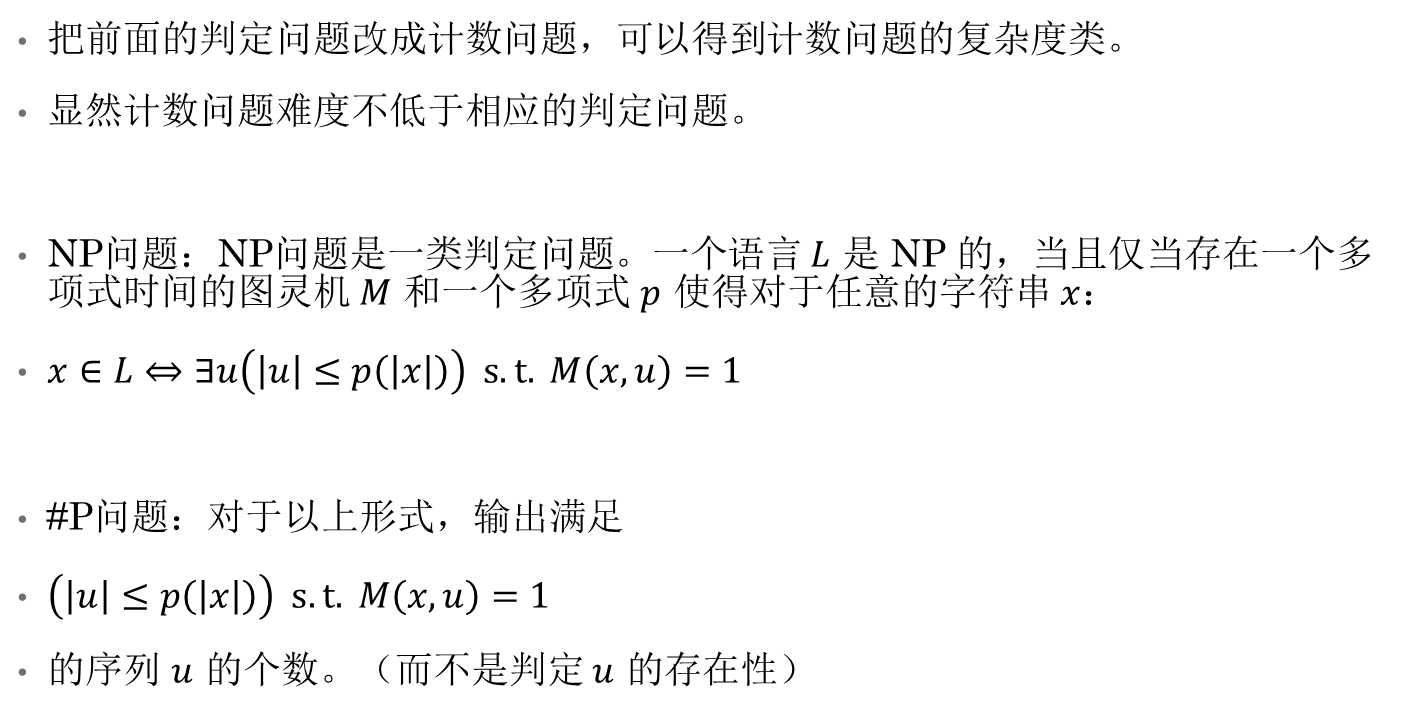 • 把前面的判定问题改成计数问题，可以得到计数问题的复杂度类。
• 显然计数问题难度不低于相应的判定问题。
• NP问题：NP问题是一类判定问题。一个语言 L 是 NP 的，当且仅当存在一个多
项式时间的图灵机 M 和一个多项式 p 使得对于任意的字符串 x：
• x ∈ L ⇔ ∃u(|u| ≤ p(|x|)) s.t. M(x, u) = 1
• #P问题：对于以上形式，输出满足
• (|u| ≤ p(|x|)) s.t. M(x, u) = 1
• 的序列 u 的个数。（而不是判定 u 的存在性）